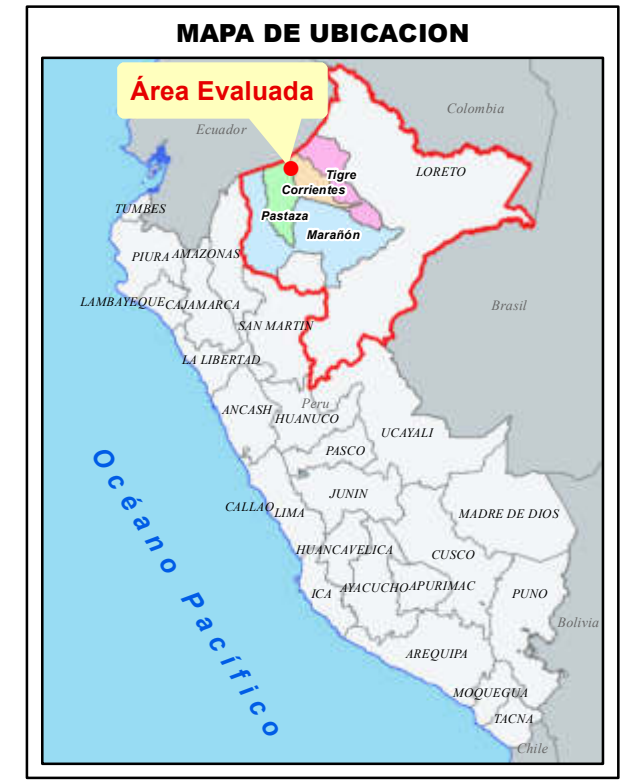 MAPA DE UBICACION
Área Evaluada
Colombia
Ecuador
LORETO
Tigre
Corrientes
Pastaza
Marañón
TUMBES
PIURA
AMAZONAS
LAMBAYEQUE
CAJAMARCA
Brasil
SAN MARTIN
LA LIBERTAD
Peru
ANCASH
HUANUCO
UCAYALI
PASCO
Océano Pacífico
JUNIN
CALLAO
LIMA
MADRE DE DIOS
HUANCAVELICA
CUSCO
ICA
AYACUCHO
APURIMAC
PUNO
Bolivia
AREQUIPA
MOQUEGUA
TACNA
Chile